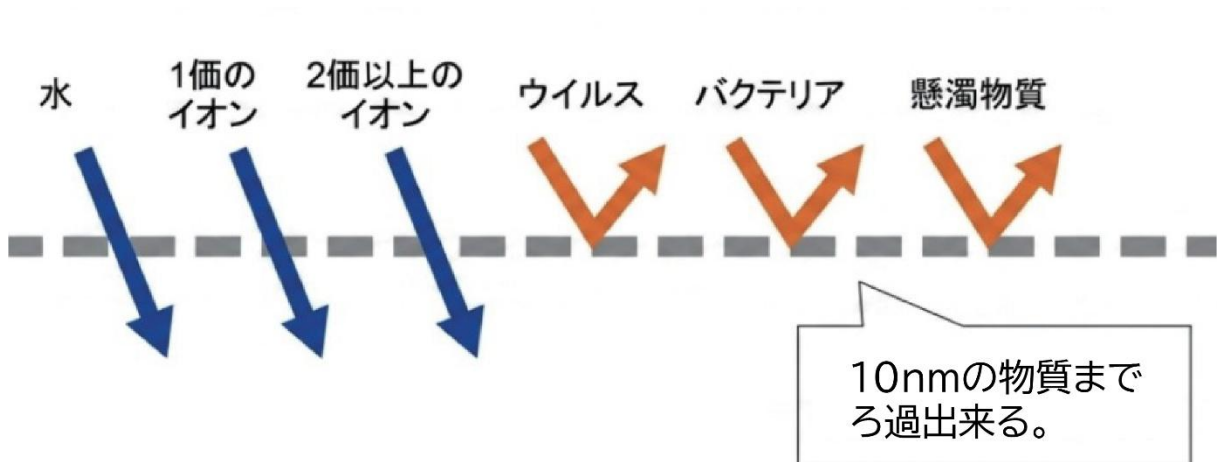 水
1価の
イオン
2価以上の
イオン
ウイルス
バクテリア
懸濁物質
10nmの物質まで
ろ過出来る。